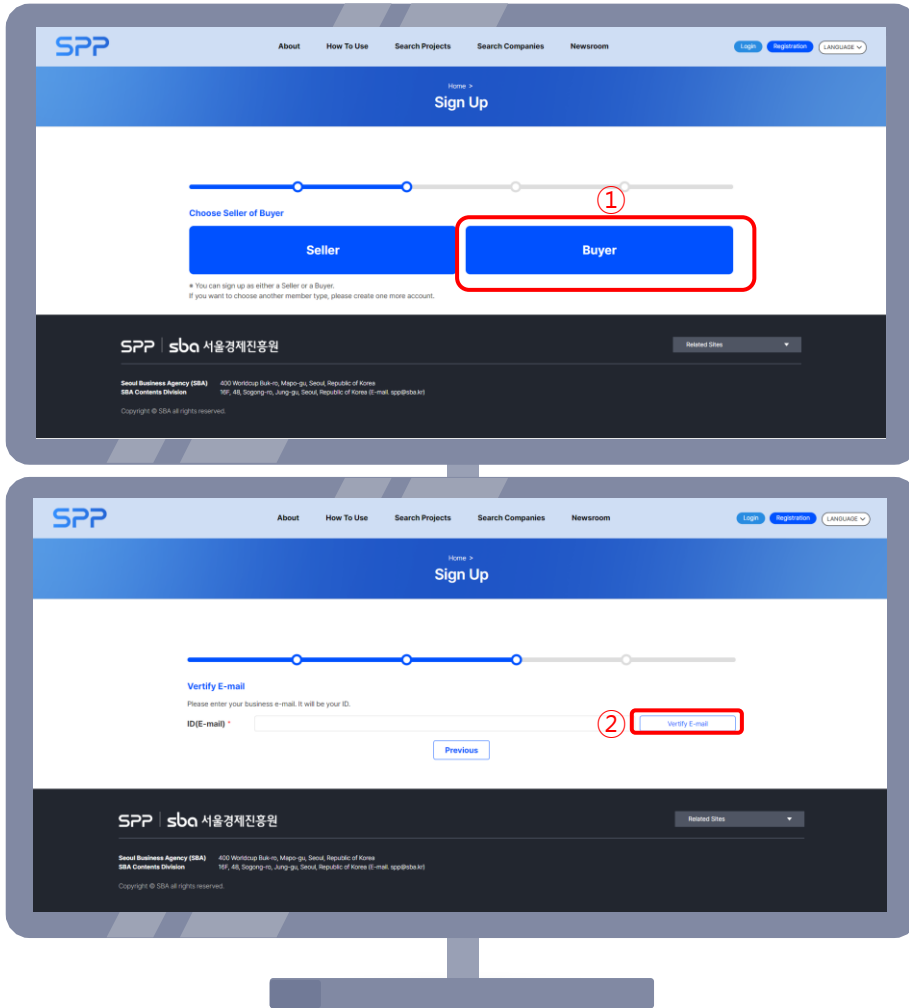 SPP
About How To Use Search Projects Search Companies Newsroom Login Registration LANGUAGE
Home >
Sign Up
①
Choose Seller of Buyer
Seller Buyer
* You can sign up as either a Seller or a Buyer.
If you want to choose another member type, please create one more account.
SPP sba 서울경제진흥원 Related Sites
Seoul Business Agency (SBA) 400 Worldcup Buk-ro, Mapo-gu, Seoul, Republic of Korea
SBA Contents Division 16F, 48, Sogong-ro, Jung-gu, Seoul, Republic of Korea (E-mail. spp@sba.kr)
Copyright © SBA all rights reserved.
SPP
About How To Use Search Projects Search Companies Newsroom Login Registration LANGUAGE
Home >
Sign Up
Vertify E-mail
Please enter your business e-mail. It will be your ID.
ID(E-mail) * ② Vertify E-mail
Previous
SPP sba 서울경제진흥원 Related Sites
Seoul Business Agency (SBA) 400 Worldcup Buk-ro, Mapo-gu, Seoul, Republic of Korea
SBA Contents Division 16F, 48, Sogong-ro, Jung-gu, Seoul, Republic of Korea (E-mail. spp@sba.kr)
Copyright © SBA all rights reserved.